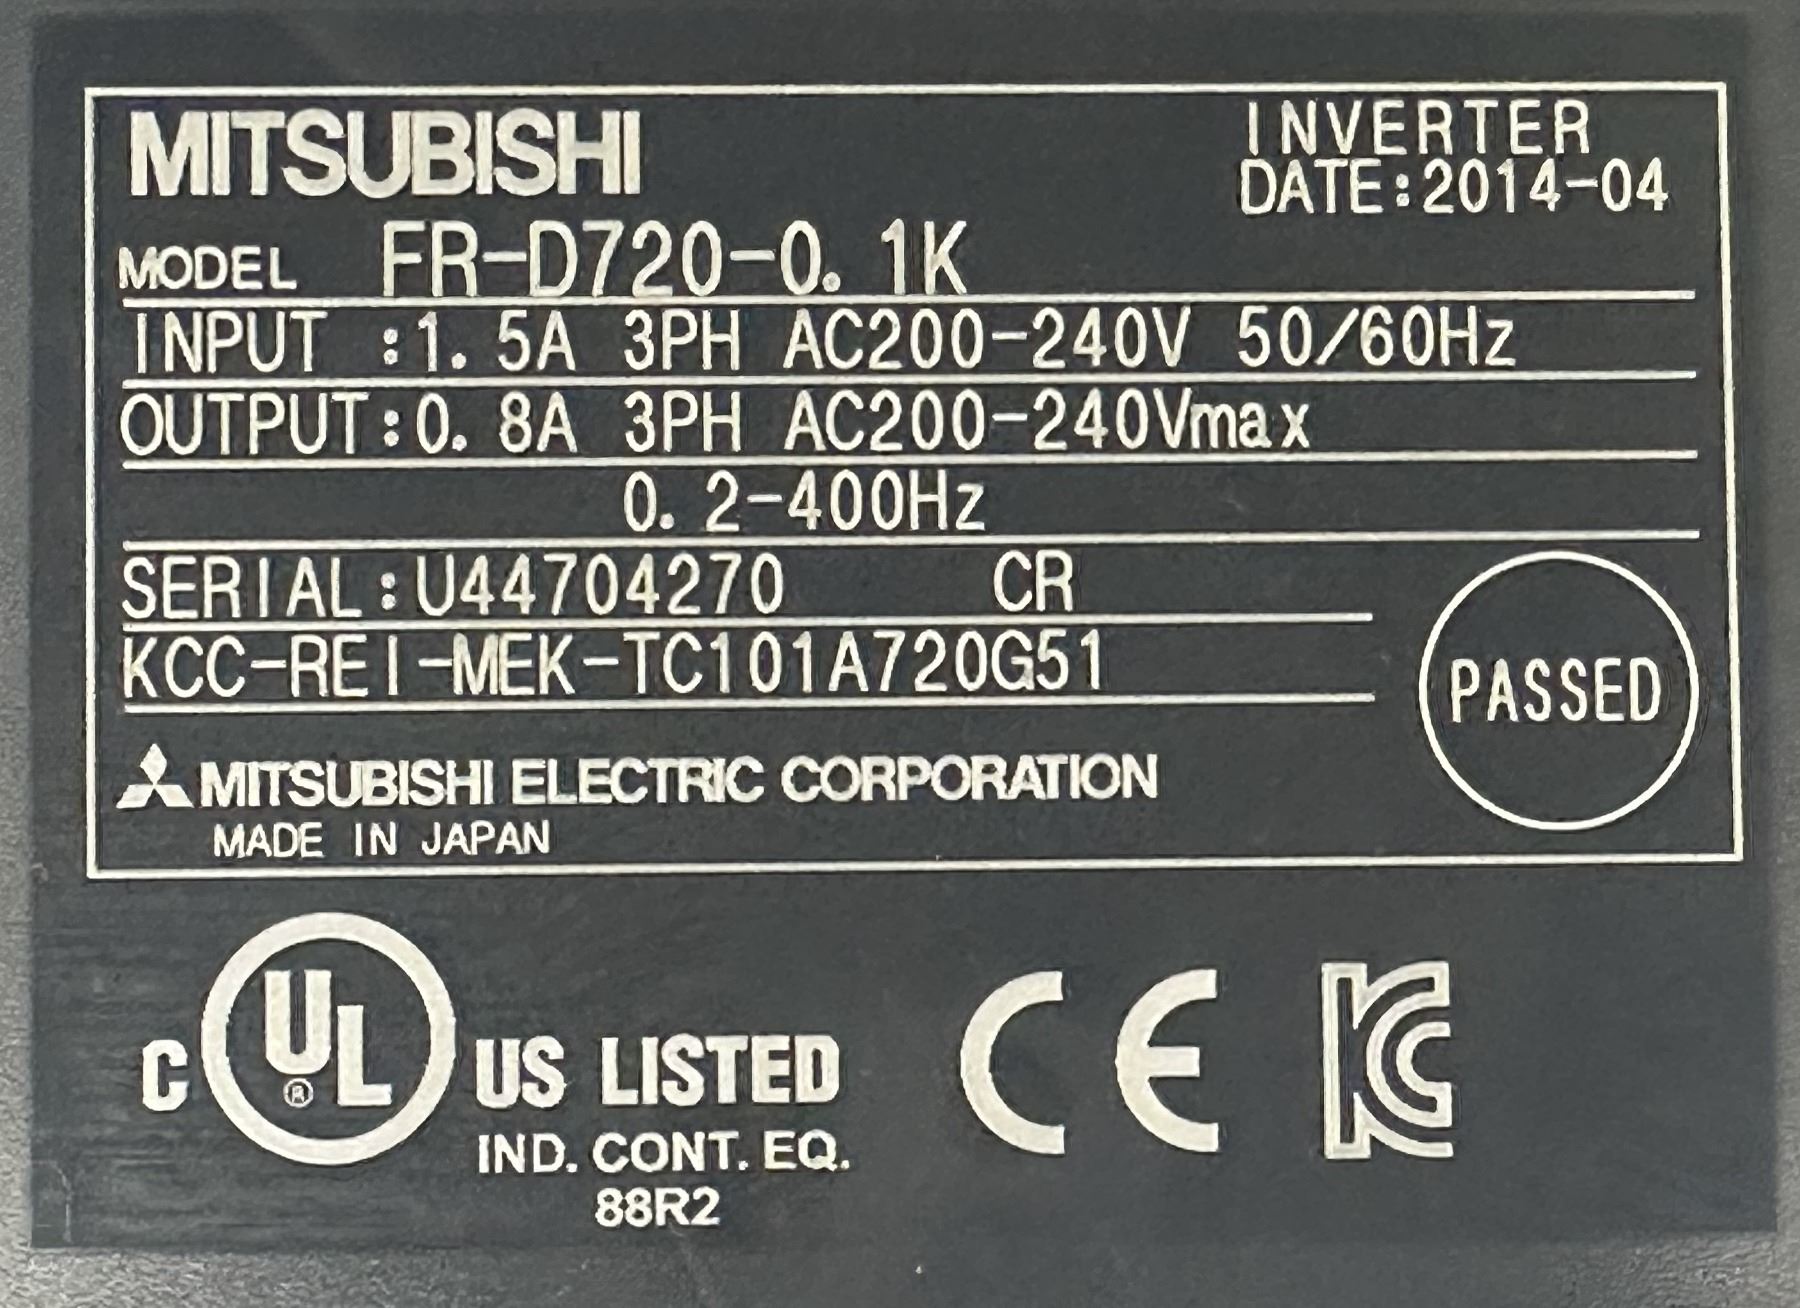 MITSUBISHI
INVERTER
DATE:2014-04
MODEL FR-D720-0.1K
INPUT :1.5A 3PH AC200-240V 50/60Hz
OUTPUT:0.8A 3PH AC200-240Vmax
0.2-400Hz
SERIAL:U44704270 CR
KCC-REI-MEK-TC101A720G51
PASSED
MITSUBISHI ELECTRIC CORPORATION
MADE IN JAPAN
C UL® US LISTED CE KC
IND. CONT. EQ.
88R2